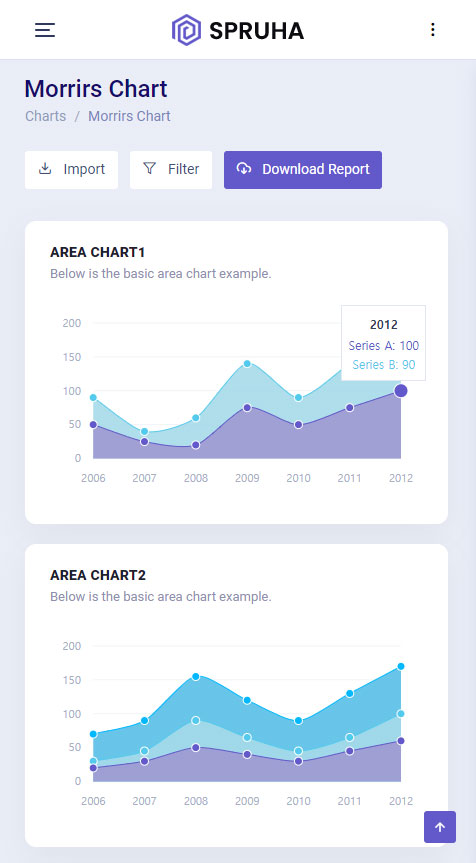 SPRUHA
Morrirs Chart
Charts / Morrirs Chart
Import
Filter
Download Report
AREA CHART1
Below is the basic area chart example.
2012
Series A: 100
Series B: 90
200
150
100
50
0
2006 2007 2008 2009 2010 2011 2012
AREA CHART2
Below is the basic area chart example.
200
150
100
50
0
2006 2007 2008 2009 2010 2011 2012